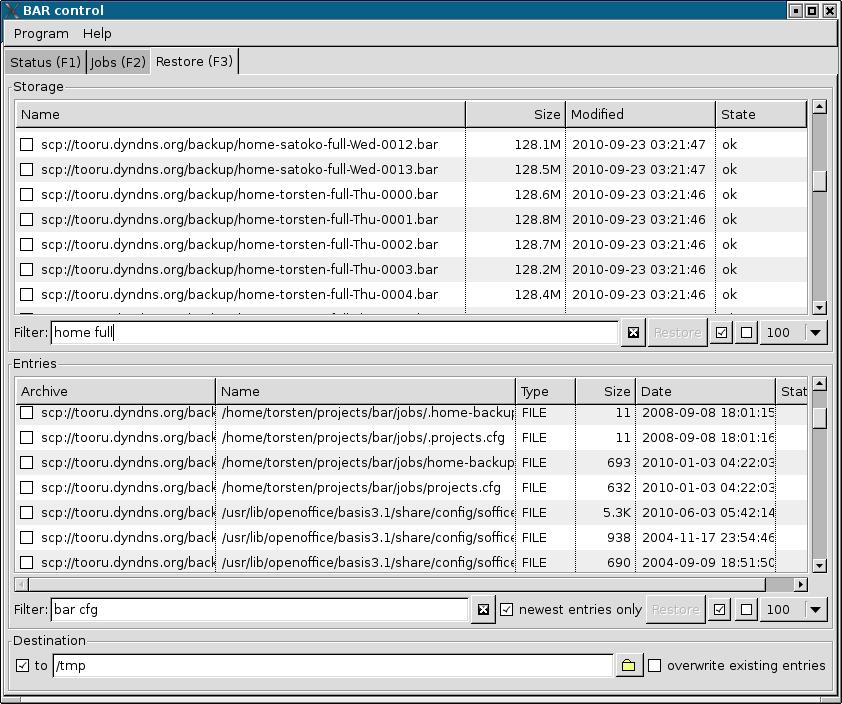 BAR control
Program Help
Status (F1) Jobs (F2) Restore (F3)
Storage
Name Size Modified State
scp://tooru.dyndns.org/backup/home-satoko-full-Wed-0012.bar 128.1M 2010-09-23 03:21:47 ok
scp://tooru.dyndns.org/backup/home-satoko-full-Wed-0013.bar 128.5M 2010-09-23 03:21:47 ok
scp://tooru.dyndns.org/backup/home-torsten-full-Thu-0000.bar 128.6M 2010-09-23 03:21:46 ok
scp://tooru.dyndns.org/backup/home-torsten-full-Thu-0001.bar 128.8M 2010-09-23 03:21:46 ok
scp://tooru.dyndns.org/backup/home-torsten-full-Thu-0002.bar 128.7M 2010-09-23 03:21:46 ok
scp://tooru.dyndns.org/backup/home-torsten-full-Thu-0003.bar 128.2M 2010-09-23 03:21:46 ok
scp://tooru.dyndns.org/backup/home-torsten-full-Thu-0004.bar 128.4M 2010-09-23 03:21:46 ok
Filter: home full Restore 100
Entries
Archive Name Type Size Date Stat
scp://tooru.dyndns.org/back /home/torsten/projects/bar/jobs/.home-backup FILE 11 2008-09-08 18:01:15
scp://tooru.dyndns.org/back /home/torsten/projects/bar/jobs/.projects.cfg FILE 11 2008-09-08 18:01:16
scp://tooru.dyndns.org/back /home/torsten/projects/bar/jobs/home-backup FILE 693 2010-01-03 04:22:03
scp://tooru.dyndns.org/back /home/torsten/projects/bar/jobs/projects.cfg FILE 632 2010-01-03 04:22:03
scp://tooru.dyndns.org/back /usr/lib/openoffice/basis3.1/share/config/soffice FILE 5.3K 2010-06-03 05:42:14
scp://tooru.dyndns.org/back /usr/lib/openoffice/basis3.1/share/config/soffice FILE 938 2004-11-17 23:54:46
scp://tooru.dyndns.org/back /usr/lib/openoffice/basis3.1/share/config/soffice FILE 690 2004-09-09 18:51:50
Filter: bar cfg newest entries only Restore 100
Destination
to /tmp overwrite existing entries